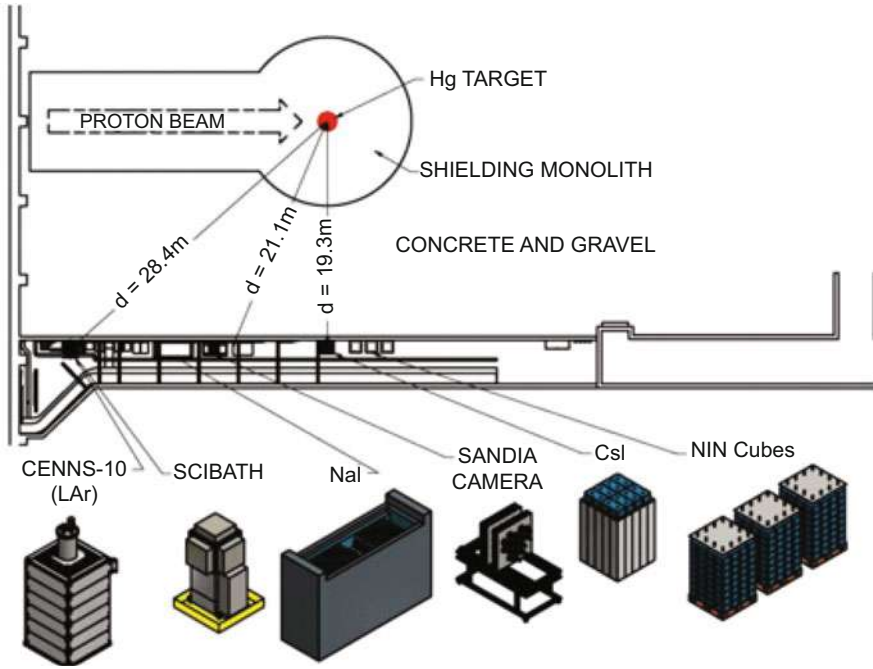 Hg TARGET
PROTON BEAM
SHIELDING MONOLITH
CONCRETE AND GRAVEL
d = 28.4m
d = 21.1m
d = 19.3m
CENNS-10
(LAr)
SCIBATH
NaI
SANDIA
CAMERA
CsI
NIN Cubes